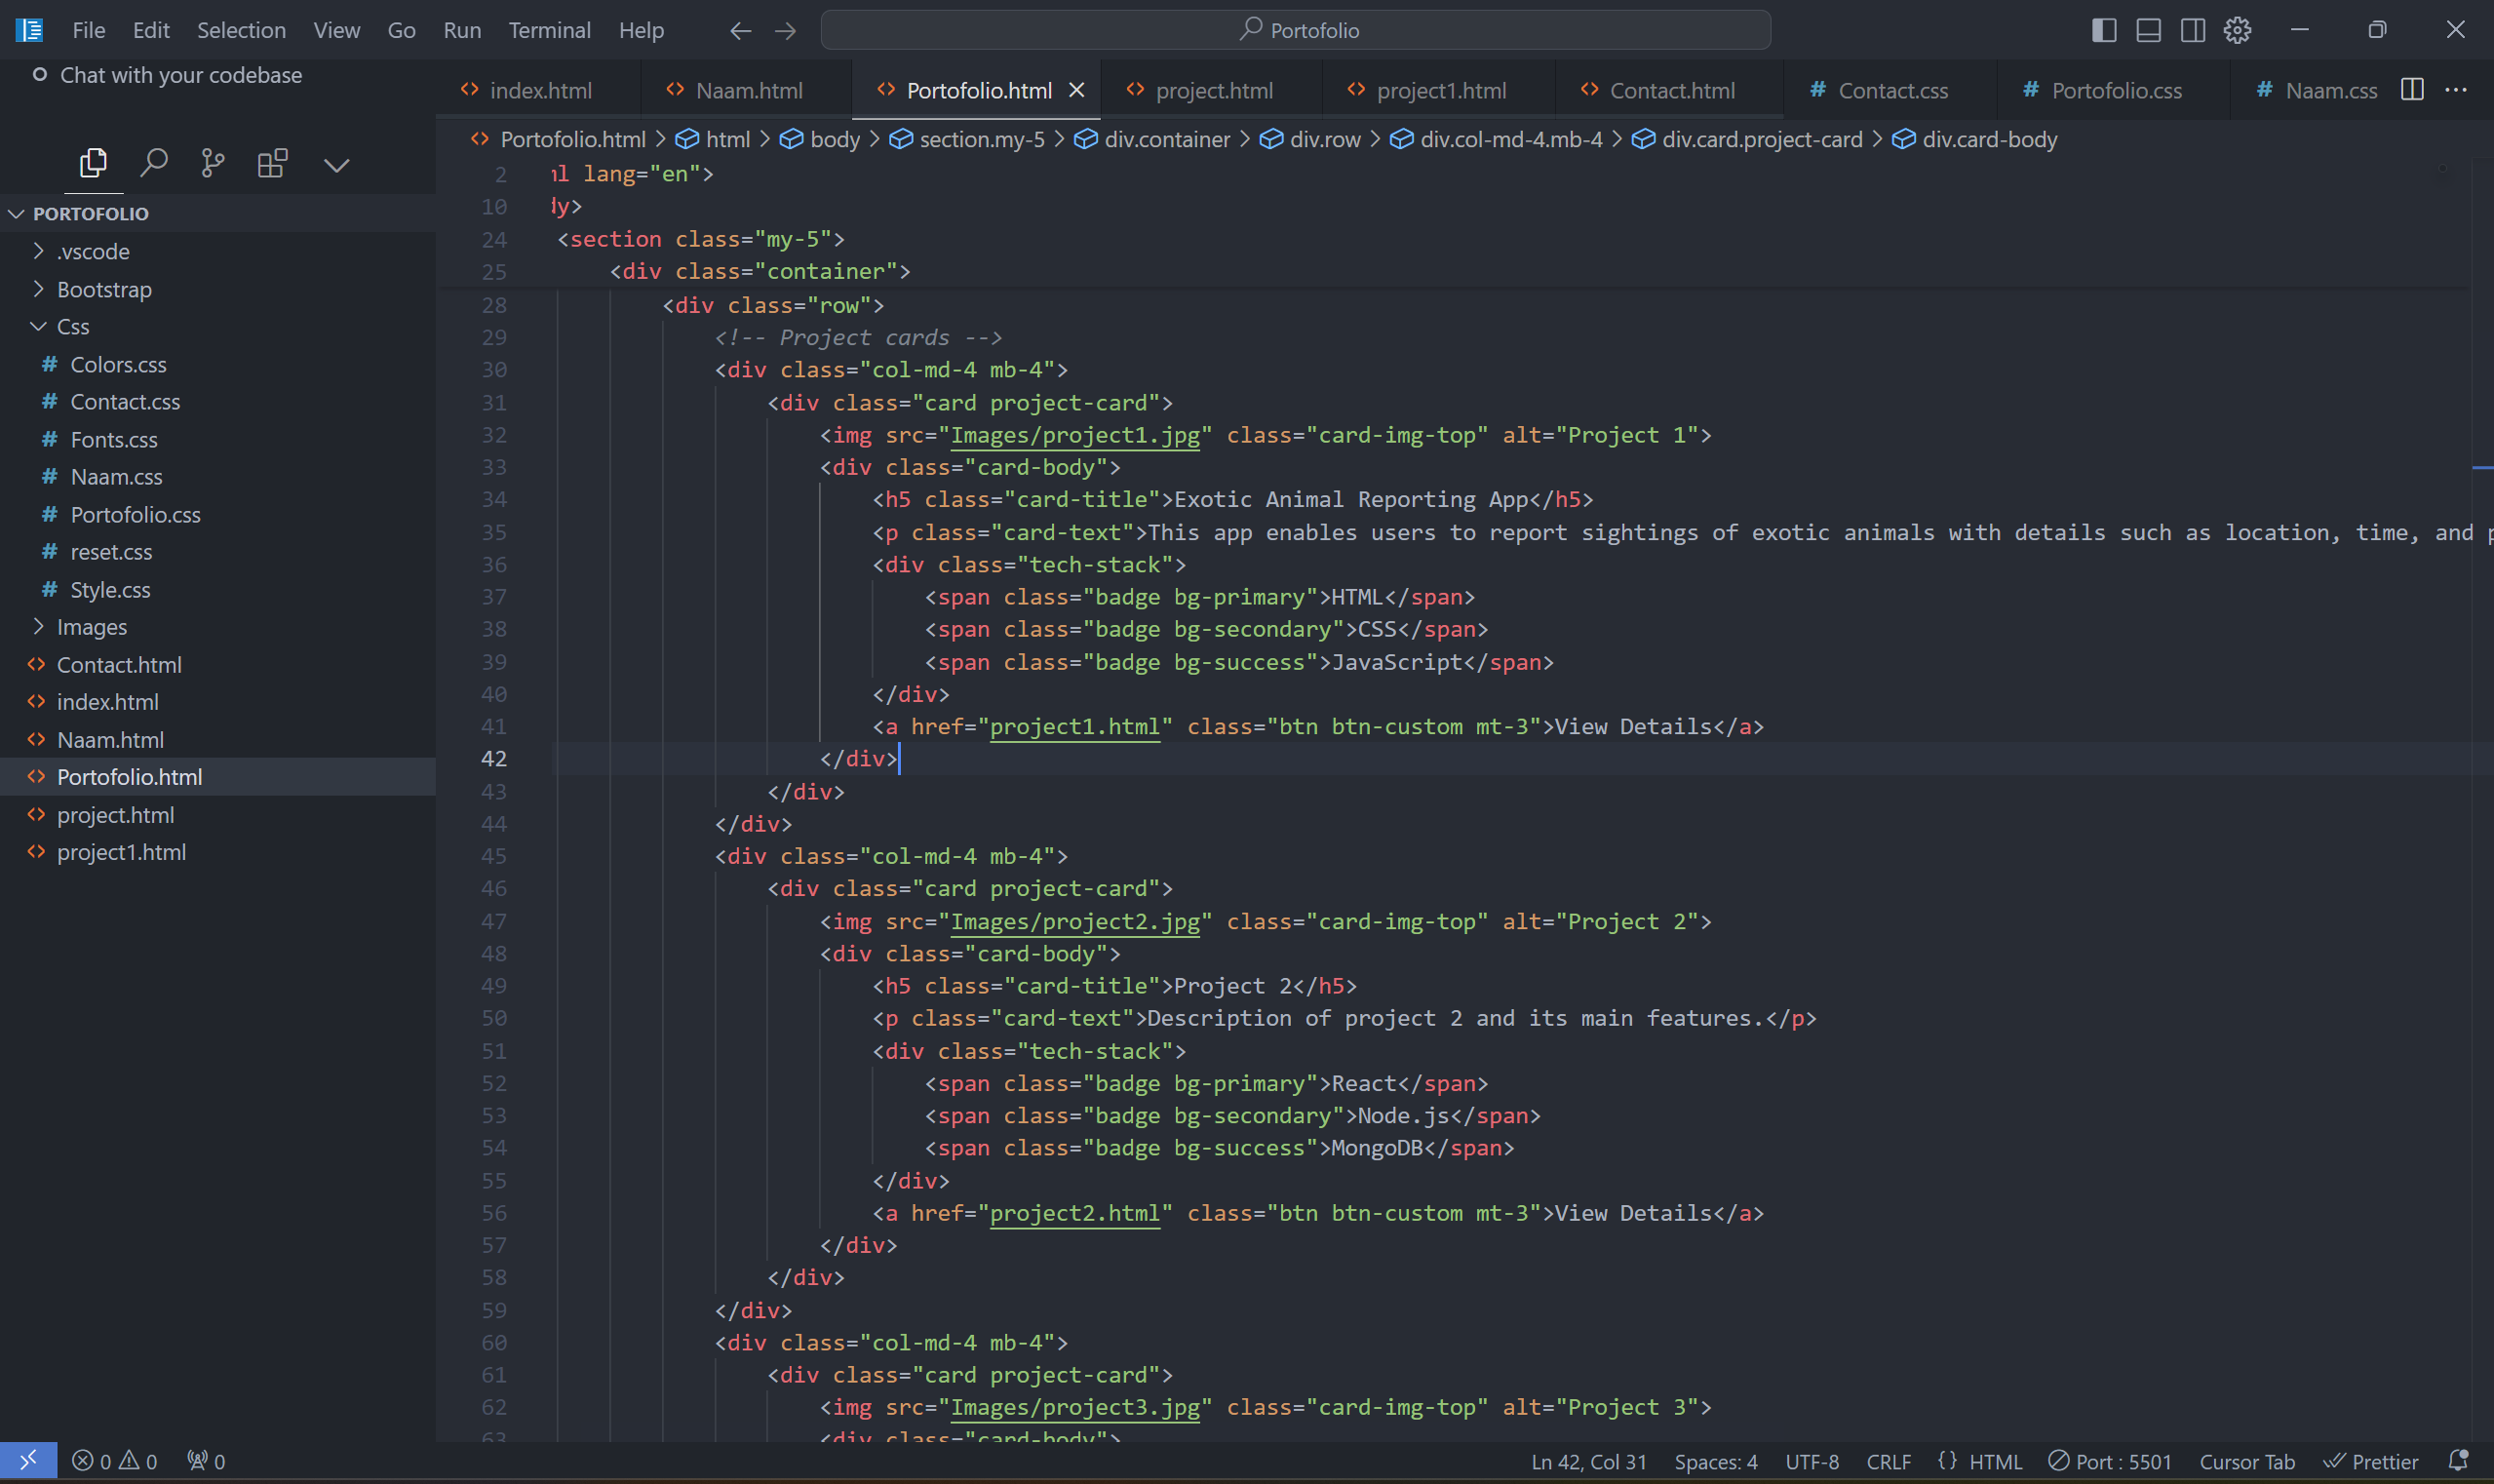 File Edit Selection View Go Run Terminal Help
Portofolio
Chat with your codebase
index.html Naam.html Portofolio.html project.html project1.html Contact.html # Contact.css # Portofolio.css # Naam.css
Portofolio.html > html > body > section.my-5 > div.container > div.row > div.col-md-4.mb-4 > div.card.project-card > div.card-body
PORTOFOLIO
.vscode
Bootstrap
Css
# Colors.css
# Contact.css
# Fonts.css
# Naam.css
# Portofolio.css
# reset.css
# Style.css
Images
Contact.html
index.html
Naam.html
Portofolio.html
project.html
project1.html
2 ml lang="en">
10 dy>
24 <section class="my-5">
25 <div class="container">
28 <div class="row">
29 <!-- Project cards -->
30 <div class="col-md-4 mb-4">
31 <div class="card project-card">
32 <img src="Images/project1.jpg" class="card-img-top" alt="Project 1">
33 <div class="card-body">
34 <h5 class="card-title">Exotic Animal Reporting App</h5>
35 <p class="card-text">This app enables users to report sightings of exotic animals with details such as location, time, and
36 <div class="tech-stack">
37 <span class="badge bg-primary">HTML</span>
38 <span class="badge bg-secondary">CSS</span>
39 <span class="badge bg-success">JavaScript</span>
40 </div>
41 <a href="project1.html" class="btn btn-custom mt-3">View Details</a>
42 </div>
43 </div>
44 </div>
45 <div class="col-md-4 mb-4">
46 <div class="card project-card">
47 <img src="Images/project2.jpg" class="card-img-top" alt="Project 2">
48 <div class="card-body">
49 <h5 class="card-title">Project 2</h5>
50 <p class="card-text">Description of project 2 and its main features.</p>
51 <div class="tech-stack">
52 <span class="badge bg-primary">React</span>
53 <span class="badge bg-secondary">Node.js</span>
54 <span class="badge bg-success">MongoDB</span>
55 </div>
56 <a href="project2.html" class="btn btn-custom mt-3">View Details</a>
57 </div>
58 </div>
59 </div>
60 <div class="col-md-4 mb-4">
61 <div class="card project-card">
62 <img src="Images/project3.jpg" class="card-img-top" alt="Project 3">
63 <div class="card-body">
0 0 0 Ln 42, Col 31 Spaces: 4 UTF-8 CRLF {} HTML Port : 5501 Cursor Tab Prettier